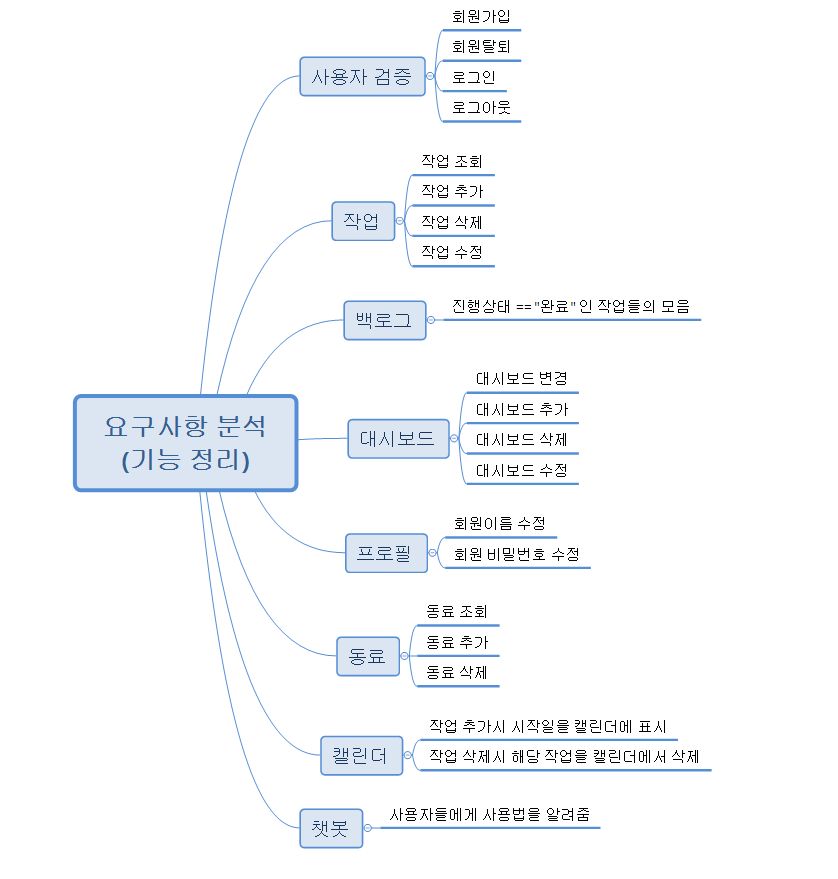 요구사항 분석
(기능 정리)
사용자 검증
회원가입
회원탈퇴
로그인
로그아웃
작업
작업 조회
작업 추가
작업 삭제
작업 수정
백로그
진행상태 == "완료" 인 작업들의 모음
대시보드
대시보드 변경
대시보드 추가
대시보드 삭제
대시보드 수정
프로필
회원이름 수정
회원 비밀번호 수정
동료
동료 조회
동료 추가
동료 삭제
캘린더
작업 추가시 시작일을 캘린더에 표시
작업 삭제시 해당 작업을 캘린더에서 삭제
챗봇
사용자들에게 사용법을 알려줌